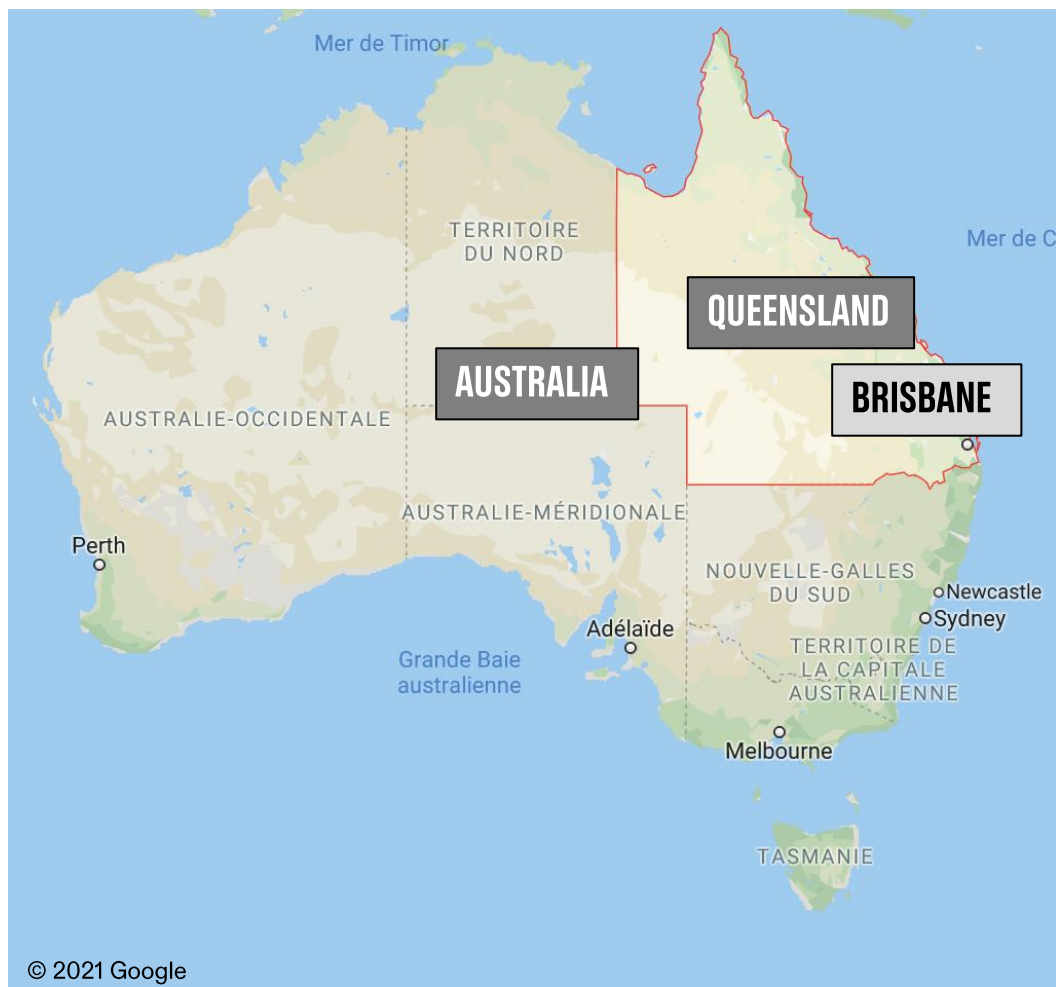 Mer de Timor
TERRITOIRE
DU NORD
Mer de C
QUEENSLAND
AUSTRALIA
BRISBANE
AUSTRALIE-OCCIDENTALE
AUSTRALIE-MÉRIDIONALE
Perth
NOUVELLE-GALLES
DU SUD
Newcastle
Sydney
Adélaïde
TERRITOIRE DE
LA CAPITALE
AUSTRALIENNE
Grande Baie
australienne
Melbourne
TASMANIE
© 2021 Google